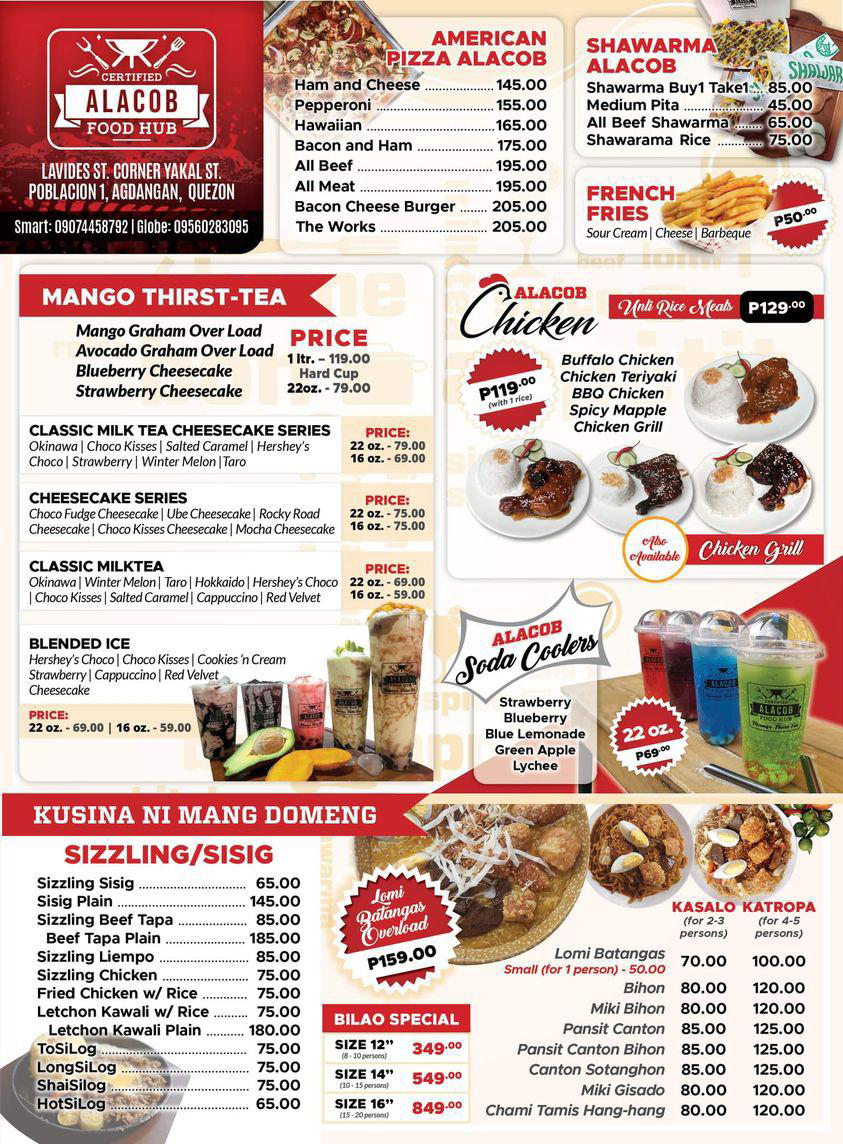 CERTIFIED
ALACOB
FOOD HUB
LAVIDES ST. CORNER YAKAL ST.
POBLACION 1, AGDANGAN, QUEZON
Smart: 09074458792 | Globe: 09560283095
AMERICAN
PIZZA ALACOB
Ham and Cheese ................... 145.00
Pepperoni ................................ 155.00
Hawaiian ................................... 165.00
Bacon and Ham ...................... 175.00
All Beef ...................................... 195.00
All Meat ..................................... 195.00
Bacon Cheese Burger ....... 205.00
The Works ............................... 205.00
SHAWARMA
ALACOB
Shawarma Buy1 Take1 .... 85.00
Medium Pita ...................... 45.00
All Beef Shawarma ....... 65.00
Shawarama Rice ............ 75.00
SHAWAR
FRENCH
FRIES
Sour Cream | Cheese | Barbeque
P50.00
MANGO THIRST-TEA
Mango Graham Over Load
Avocado Graham Over Load
Blueberry Cheesecake
Strawberry Cheesecake
PRICE
1 ltr. – 119.00
Hard Cup
22oz. - 79.00
CLASSIC MILK TEA CHEESECAKE SERIES
Okinawa | Choco Kisses | Salted Caramel | Hershey's
Choco | Strawberry | Winter Melon |Taro
PRICE:
22 oz. - 79.00
16 oz. - 69.00
CHEESECAKE SERIES
Choco Fudge Cheesecake | Ube Cheesecake | Rocky Road
Cheesecake | Choco Kisses Cheesecake | Mocha Cheesecake
PRICE:
22 oz. - 75.00
16 oz. - 75.00
CLASSIC MILKTEA
Okinawa | Winter Melon | Taro | Hokkaido | Hershey's Choco
| Choco Kisses | Salted Caramel | Cappuccino | Red Velvet
PRICE:
22 oz. - 69.00
16 oz. - 59.00
BLENDED ICE
Hershey's Choco | Choco Kisses | Cookies 'n Cream
Strawberry | Cappuccino | Red Velvet
Cheesecake
PRICE:
22 oz. - 69.00 | 16 oz. - 59.00
ALACOB
Chicken
Unli Rice Meals P129.00
P119.00
(with 1 rice)
Buffalo Chicken
Chicken Teriyaki
BBQ Chicken
Spicy Mapple
Chicken Grill
Also
Available
Chicken Grill
ALACOB
Soda Coolers
Strawberry
Blueberry
Blue Lemonade
Green Apple
Lychee
22 oz.
P69.00
CERTIFIED
ALACOB
FOOD HUB
Mango Thirst Tea
KUSINA NI MANG DOMENG
SIZZLING/SISIG
Sizzling Sisig .............................. 65.00
Sisig Plain .............................. 145.00
Sizzling Beef Tapa .................... 85.00
Beef Tapa Plain ...................... 185.00
Sizzling Liempo ....................... 85.00
Sizzling Chicken ....................... 75.00
Fried Chicken w/ Rice ............ 75.00
Letchon Kawali w/ Rice ......... 75.00
Letchon Kawali Plain .......... 180.00
ToSiLog ..................................... 75.00
LongSiLog ................................. 75.00
ShaiSilog ................................... 75.00
HotSiLog ................................... 65.00
Lomi
Batangas
Overload
P159.00
BILAO SPECIAL
SIZE 12" 349.00
(8 - 10 persons)
SIZE 14" 549.00
(10 - 15 persons)
SIZE 16" 849.00
(15 - 20 persons)
KASALO KATROPA
(for 2-3 persons) (for 4-5 persons)
Lomi Batangas 70.00 100.00
Small (for 1 person) - 50.00
Bihon 80.00 120.00
Miki Bihon 80.00 120.00
Pansit Canton 85.00 125.00
Pansit Canton Bihon 85.00 125.00
Canton Sotanghon 85.00 125.00
Miki Gisado 80.00 120.00
Chami Tamis Hang-hang 80.00 120.00